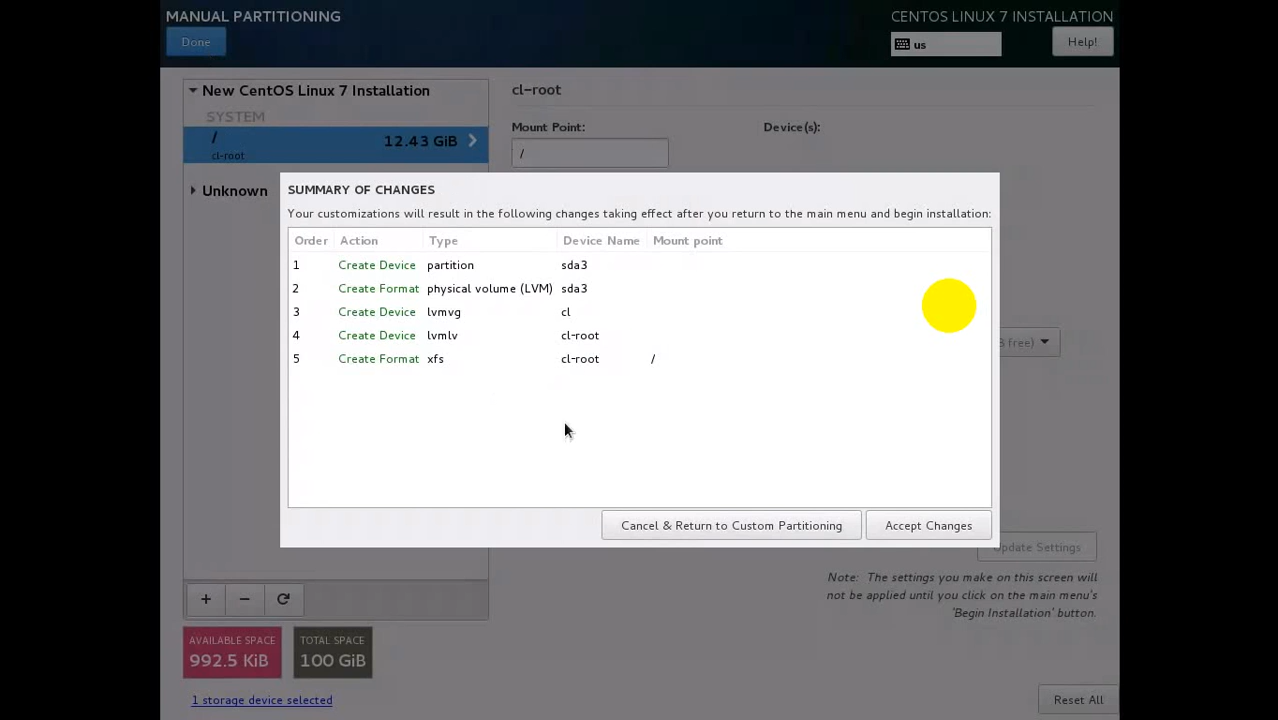 MANUAL PARTITIONING
CENTOS LINUX 7 INSTALLATION
Done
us
Help!
New CentOS Linux 7 Installation
SYSTEM
/
12.43 GiB
cl-root
Unknown
cl-root
Mount Point:
Device(s):
/
SUMMARY OF CHANGES
Your customizations will result in the following changes taking effect after you return to the main menu and begin installation:
Order Action Type Device Name Mount point
1 Create Device partition sda3
2 Create Format physical volume (LVM) sda3
3 Create Device lvmvg cl
4 Create Device lvmlv cl-root
5 Create Format xfs cl-root /
free)
Cancel & Return to Custom Partitioning
Accept Changes
Update Settings
Note: The settings you make on this screen will
not be applied until you click on the main menu's
'Begin Installation' button.
+ −
AVAILABLE SPACE
992.5 KiB
TOTAL SPACE
100 GiB
1 storage device selected
Reset All